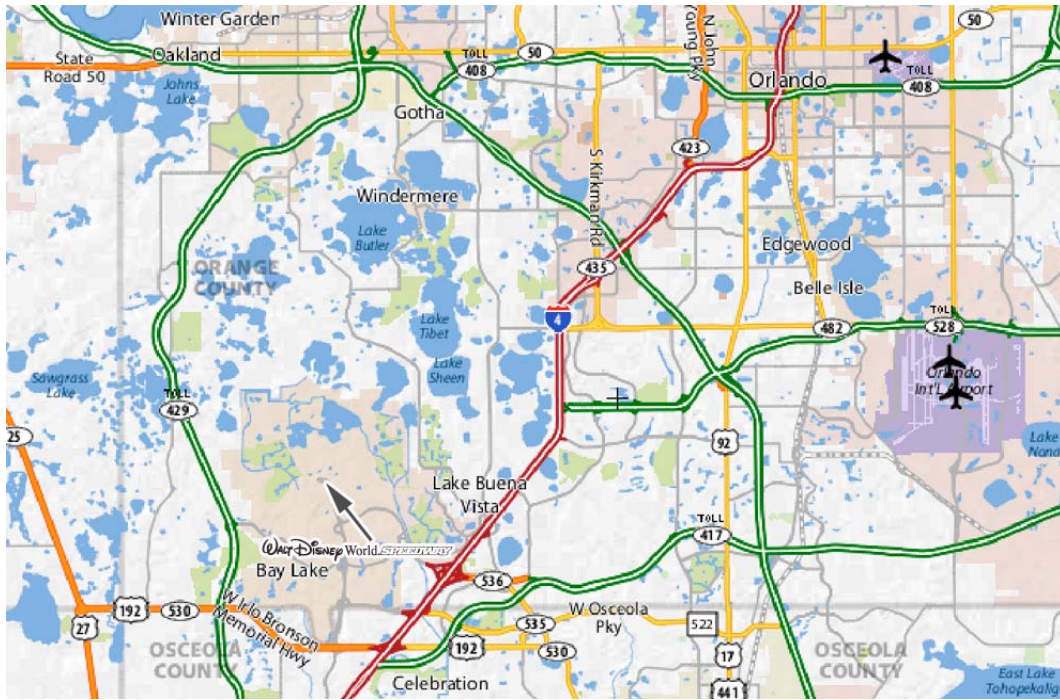 Winter Garden
State
Road 50
Oakland
TOLL
408
50
N John
Young Pky
50
TOLL
408
Orlando
Johns
Lake
Gotha
S Kirkman Rd
423
Windermere
Lake
Butler
Edgewood
ORANGE
COUNTY
435
Belle Isle
4
Lake
Tibet
482
TOLL
528
Lake
Sheen
Sawgrass
Lake
Orlando
Int'l Airport
TOLL
429
25
92
Lake
Nona
Lake Buena
Vista
TOLL
417
WALT DISNEY World SPEEDWAY
Bay Lake
536
192
530
W Irlo Bronson
Memorial Hwy
W Osceola
Pky
535
522
27
OSCEOLA
COUNTY
192
530
17
OSCEOLA
COUNTY
Celebration
441
East Lake
Tohopekalig